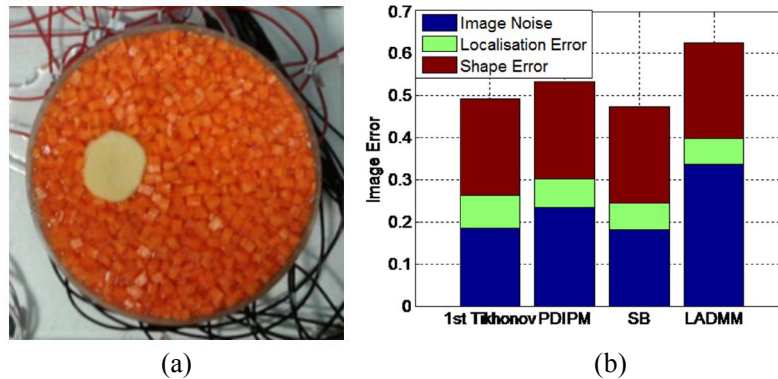 0.7
0.6
0.5
0.4
0.3
0.2
0.1
0
Image Error
Image Noise
Localisation Error
Shape Error
1st Tikhonov PDIPM SB LADMM
(a) (b)